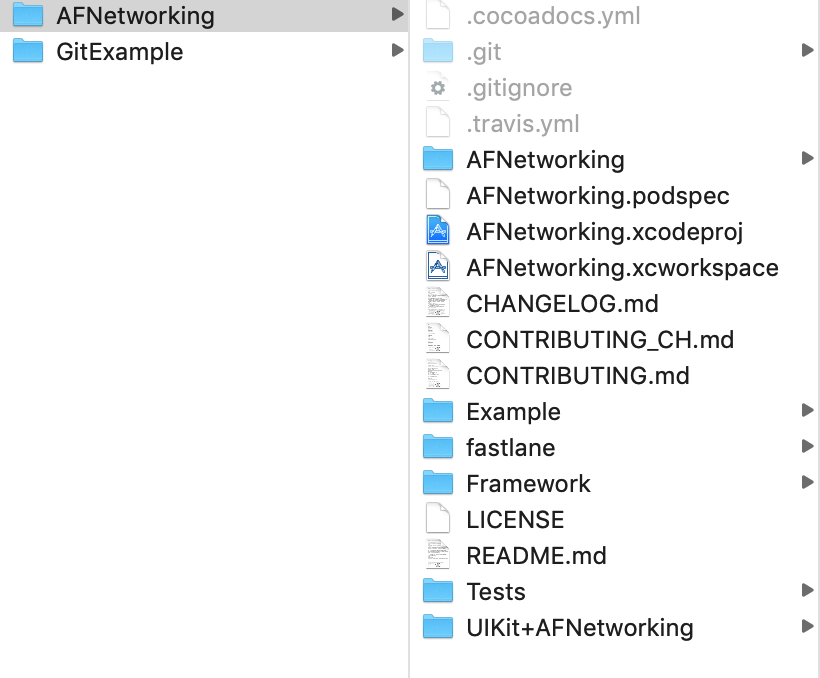 AFNetworking
GitExample
.cocoadocs.yml
.git
.gitignore
.travis.yml
AFNetworking
AFNetworking.podspec
AFNetworking.xcodeproj
AFNetworking.xcworkspace
CHANGELOG.md
CONTRIBUTING_CH.md
CONTRIBUTING.md
Example
fastlane
Framework
LICENSE
README.md
Tests
UIKit+AFNetworking